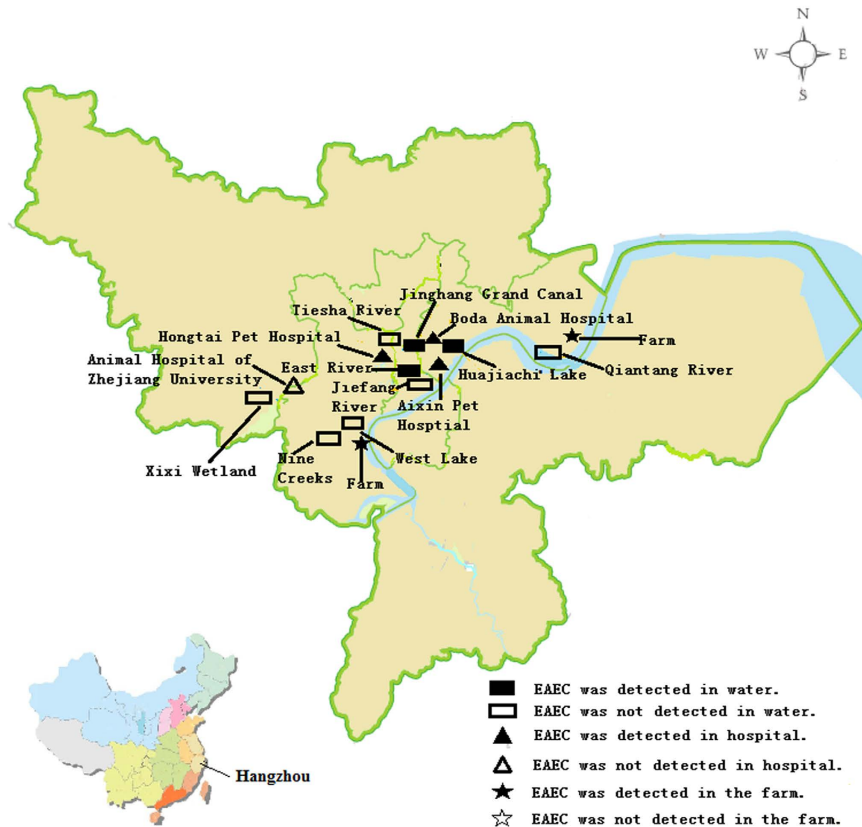 N
W E
S
Jinghang Grand Canal
Tiesha River
Boda Animal Hospital
Hongtai Pet Hospital
Farm
Animal Hospital of
Zhejiang University
East River
Huajiachi Lake
Qiantang River
Jiefang
River
Aixin Pet
Hosptial
Xixi Wetland
Nine
Creeks
West Lake
Farm
EAEC was detected in water.
EAEC was not detected in water.
EAEC was detected in hospital.
EAEC was not detected in hospital.
EAEC was detected in the farm.
EAEC was not detected in the farm.
Hangzhou